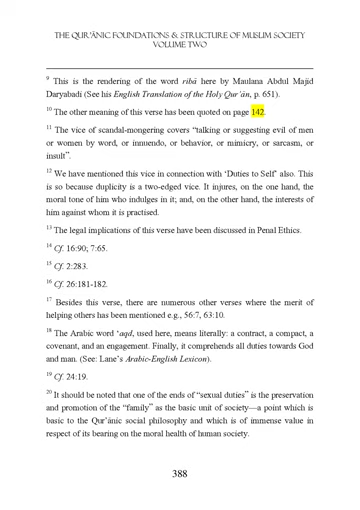 THE QUR'ĀNIC FOUNDATIONS & STRUCTURE OF MUSLIM SOCIETY
VOLUME TWO
9 This is the rendering of the word ribā here by Maulana Abdul Majid
Daryabadi (See his English Translation of the Holy Qur'ān, p. 651).
10 The other meaning of this verse has been quoted on page 142.
11 The vice of scandal-mongering covers “talking or suggesting evil of men
or women by word, or innuendo, or behavior, or mimicry, or sarcasm, or
insult”.
12 We have mentioned this vice in connection with ‘Duties to Self’ also. This
is so because duplicity is a two-edged vice. It injures, on the one hand, the
moral tone of him who indulges in it; and, on the other hand, the interests of
him against whom it is practised.
13 The legal implications of this verse have been discussed in Penal Ethics.
14 Cf. 16:90; 7:65.
15 Cf. 2:283.
16 Cf. 26:181-182.
17 Besides this verse, there are numerous other verses where the merit of
helping others has been mentioned e.g., 56:7, 63:10.
18 The Arabic word ‘aqd, used here, means literally: a contract, a compact, a
covenant, and an engagement. Finally, it comprehends all duties towards God
and man. (See: Lane’s Arabic-English Lexicon).
19 Cf. 24:19.
20 It should be noted that one of the ends of “sexual duties” is the preservation
and promotion of the “family” as the basic unit of society—a point which is
basic to the Qur’ānic social philosophy and which is of immense value in
respect of its bearing on the moral health of human society.
388